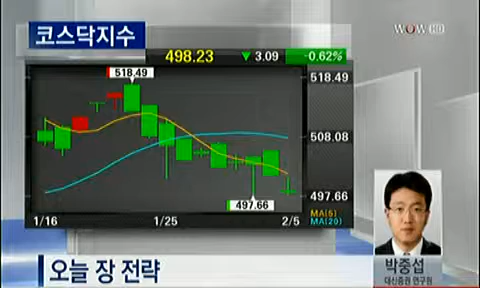 코스닥지수
WOW HD
498.23 ▼ 3.09 -0.62%
518.49
518.49
508.08
497.66
497.66
1/16 1/25 2/5
MA(5)
MA(20)
박중섭
대신증권 연구원
오늘 장 전략